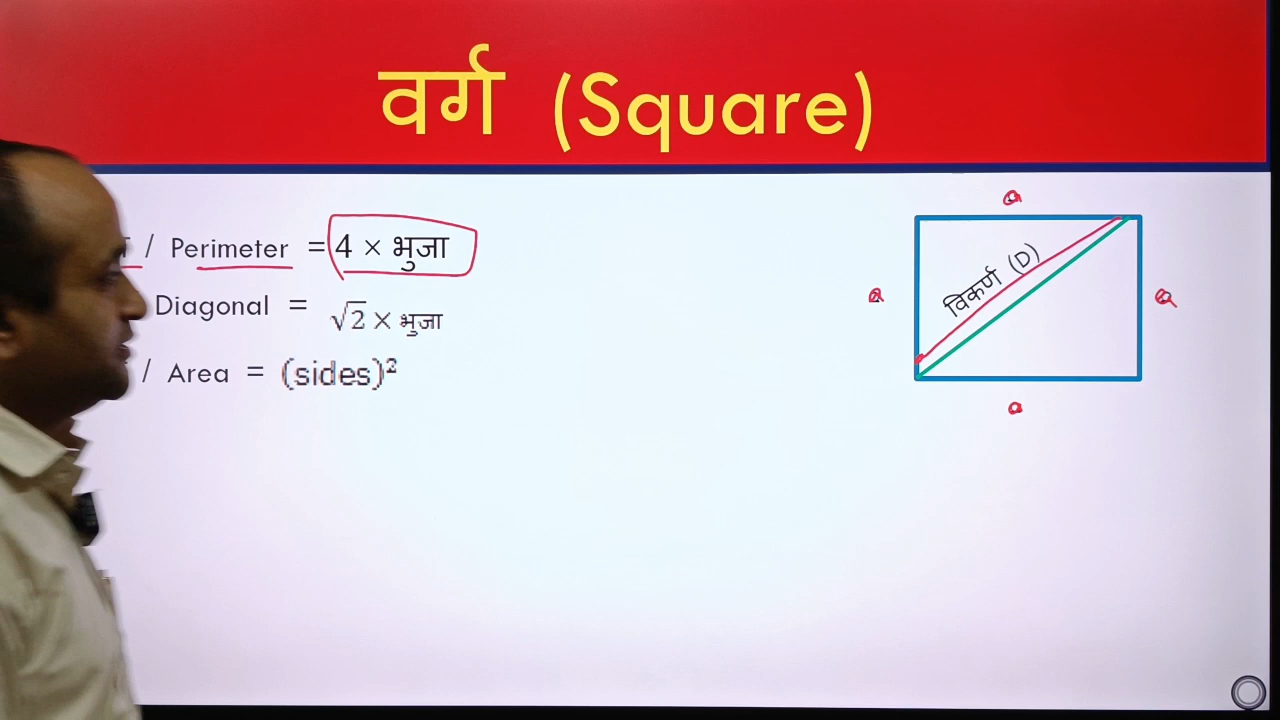 वर्ग (Square)
/ Perimeter = 4 × भुजा
Diagonal = √2 × भुजा
/ Area = (sides)²
a
a
विकर्ण (D)
a
a